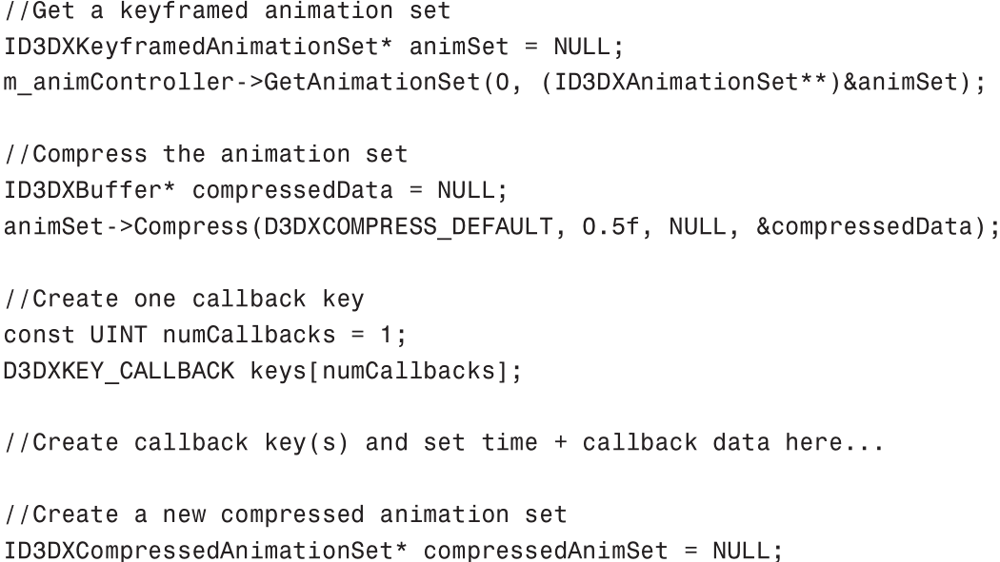 //Get a keyframed animation set
ID3DXKeyframedAnimationSet* animSet = NULL;
m_animController->GetAnimationSet(0, (ID3DXAnimationSet**)&animSet);
//Compress the animation set
ID3DXBuffer* compressedData = NULL;
animSet->Compress(D3DXCOMPRESS_DEFAULT, 0.5f, NULL, &compressedData);
//Create one callback key
const UINT numCallbacks = 1;
D3DXKEY_CALLBACK keys[numCallbacks];
//Create callback key(s) and set time + callback data here...
//Create a new compressed animation set
ID3DXCompressedAnimationSet* compressedAnimSet = NULL;